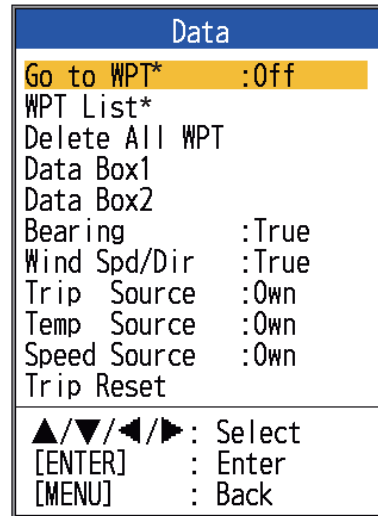 Data
Go to WPT* :Off
WPT List*
Delete All WPT
Data Box1
Data Box2
Bearing :True
Wind Spd/Dir :True
Trip Source :Own
Temp Source :Own
Speed Source :Own
Trip Reset
▲/▼/◀/▶: Select
[ENTER] : Enter
[MENU] : Back